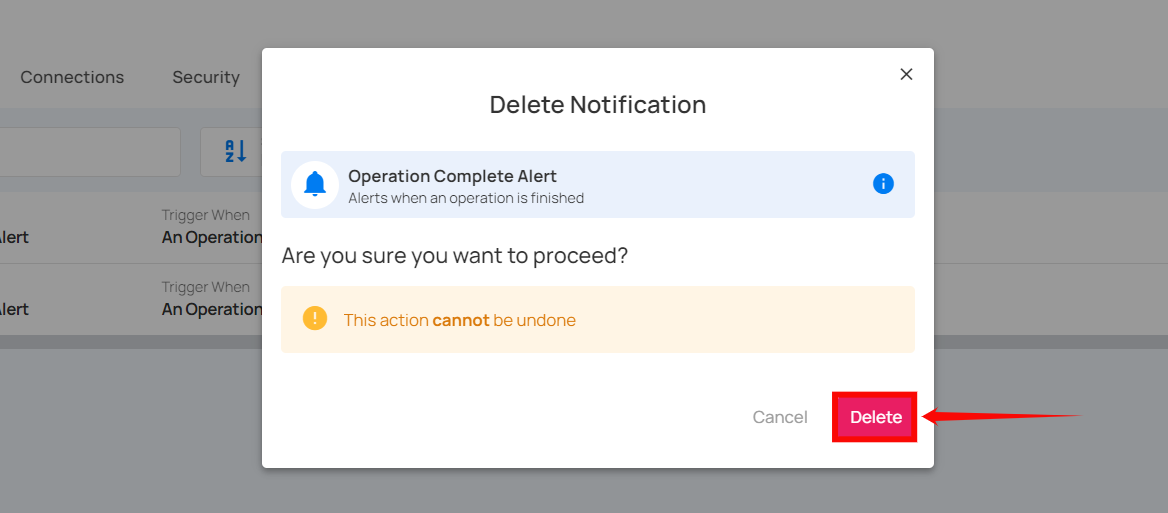 Connections Security
Delete Notification
A
Z
Operation Complete Alert
Alerts when an operation is finished
Trigger When
An Operation
Are you sure you want to proceed?
Trigger When
An Operation
This action cannot be undone
Cancel Delete